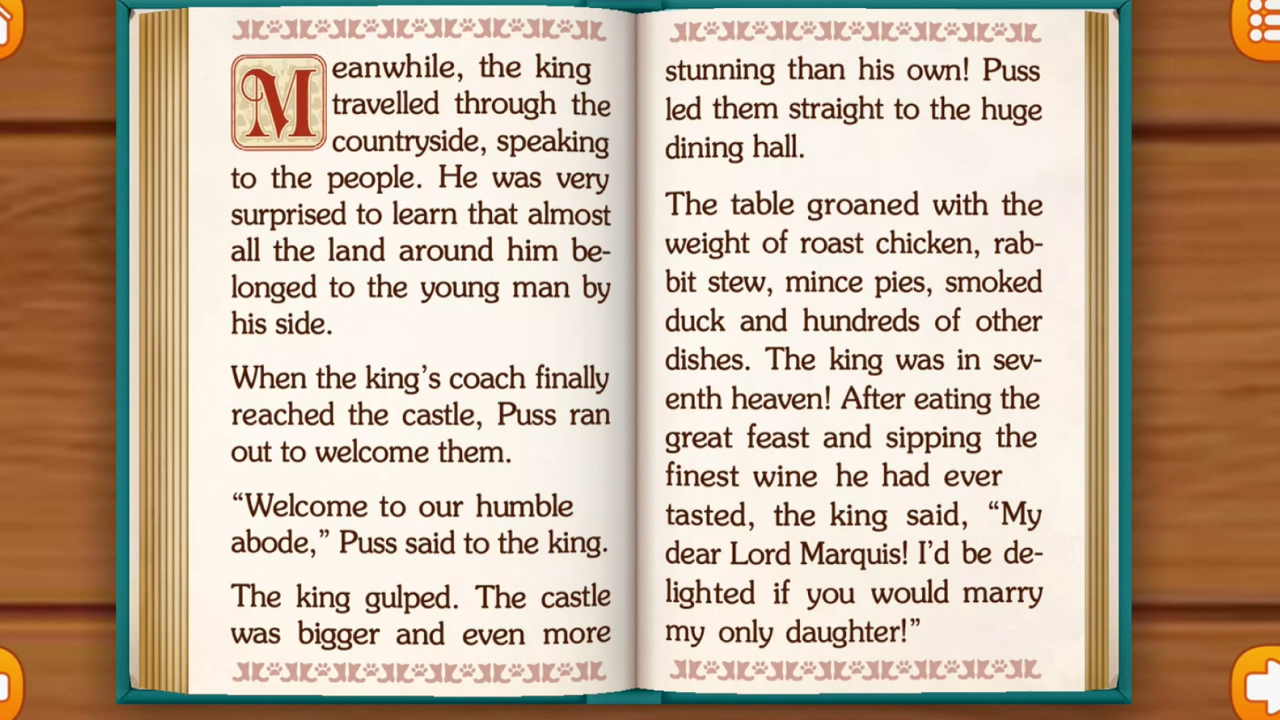 Meanwhile, the king
travelled through the
countryside, speaking
to the people. He was very
surprised to learn that almost
all the land around him be-
longed to the young man by
his side.
When the king’s coach finally
reached the castle, Puss ran
out to welcome them.
“Welcome to our humble
abode,” Puss said to the king.
The king gulped. The castle
was bigger and even more
stunning than his own! Puss
led them straight to the huge
dining hall.
The table groaned with the
weight of roast chicken, rab-
bit stew, mince pies, smoked
duck and hundreds of other
dishes. The king was in sev-
enth heaven! After eating the
great feast and sipping the
finest wine he had ever
tasted, the king said, “My
dear Lord Marquis! I’d be de-
lighted if you would marry
my only daughter!”